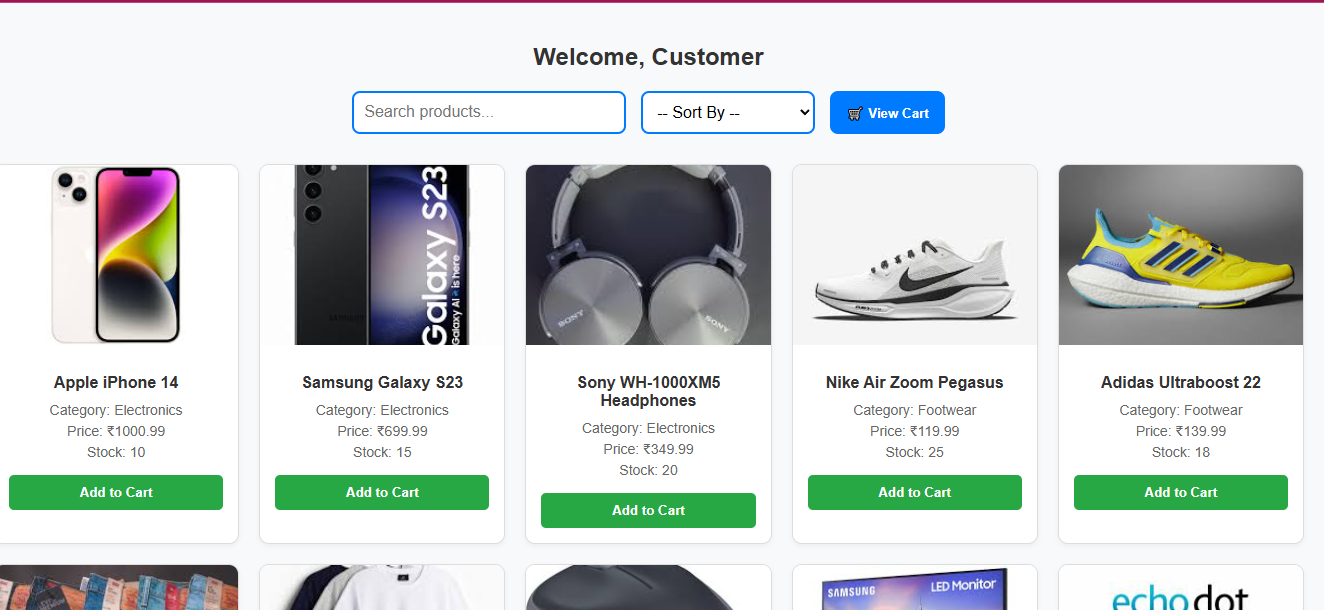 Welcome, Customer
Search products...
-- Sort By --
View Cart
Galaxy S23
Galaxy AI is here
SAMSUNG
SONY
SONY
Apple iPhone 14
Category: Electronics
Price: ₹1000.99
Stock: 10
Add to Cart
Samsung Galaxy S23
Category: Electronics
Price: ₹699.99
Stock: 15
Add to Cart
Sony WH-1000XM5
Headphones
Category: Electronics
Price: ₹349.99
Stock: 20
Add to Cart
Nike Air Zoom Pegasus
Category: Footwear
Price: ₹119.99
Stock: 25
Add to Cart
Adidas Ultraboost 22
Category: Footwear
Price: ₹139.99
Stock: 18
Add to Cart
SAMSUNG
LED Monitor
echo dot